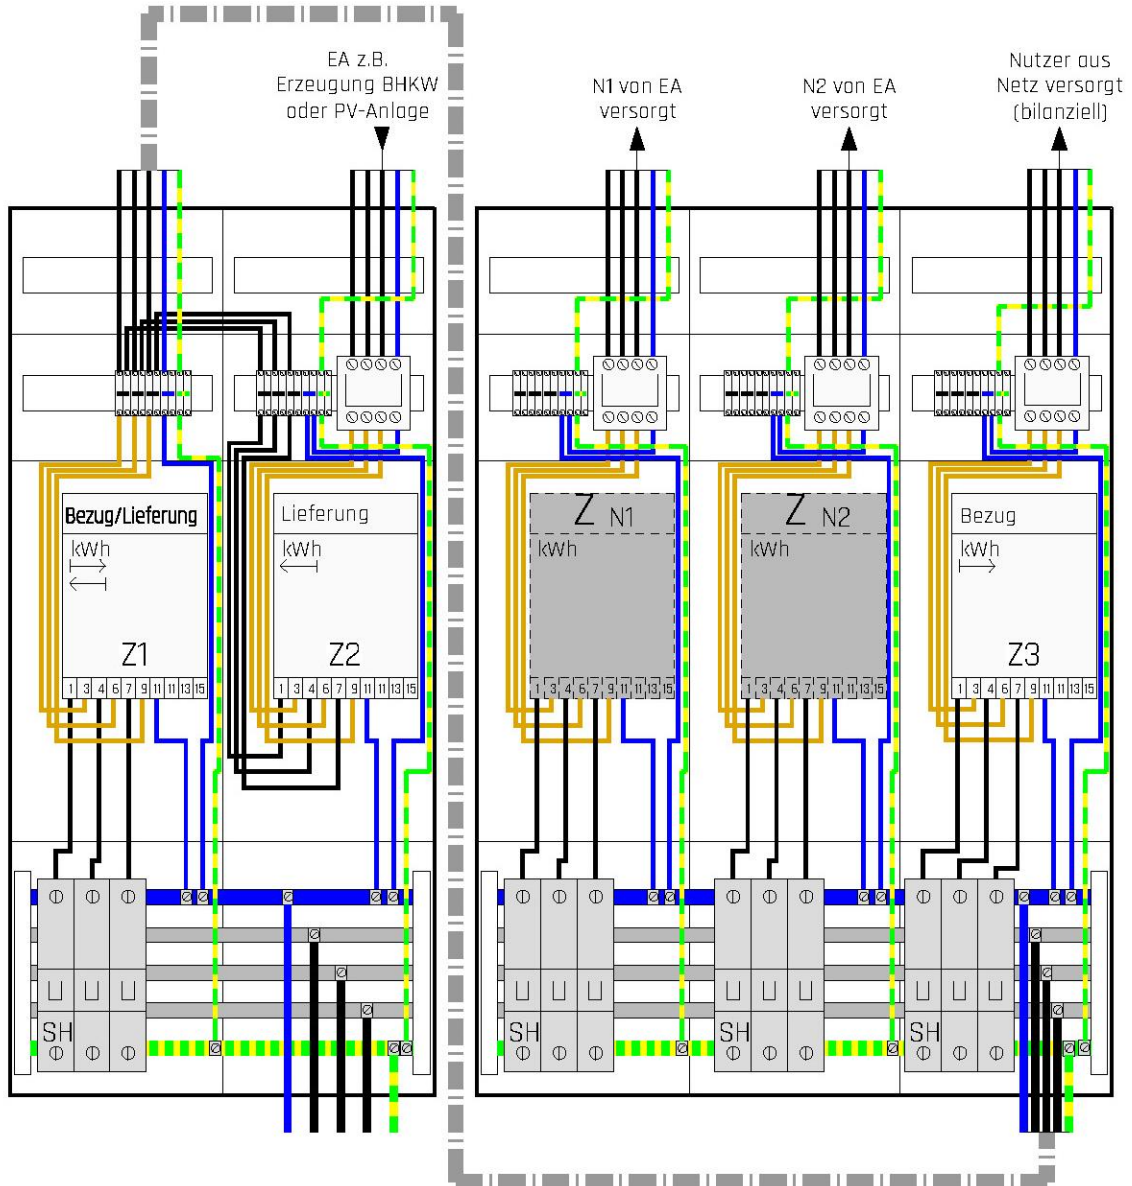 EA z.B.
Erzeugung BHKW
oder PV-Anlage
N1 von EA
versorgt
N2 von EA
versorgt
Nutzer aus
Netz versorgt
(bilanziell)
Bezug/Lieferung
kWh
Z1
1 3 4 6 7 9 11 11 13 15
Lieferung
kWh
Z2
1 3 4 6 7 9 11 11 13 15
Z N1
kWh
1 3 4 6 7 9 11 11 13 15
Z N2
kWh
1 3 4 6 7 9 11 11 13 15
Bezug
kWh
Z3
1 3 4 6 7 9 11 11 13 15
SH
SH
SH
SH